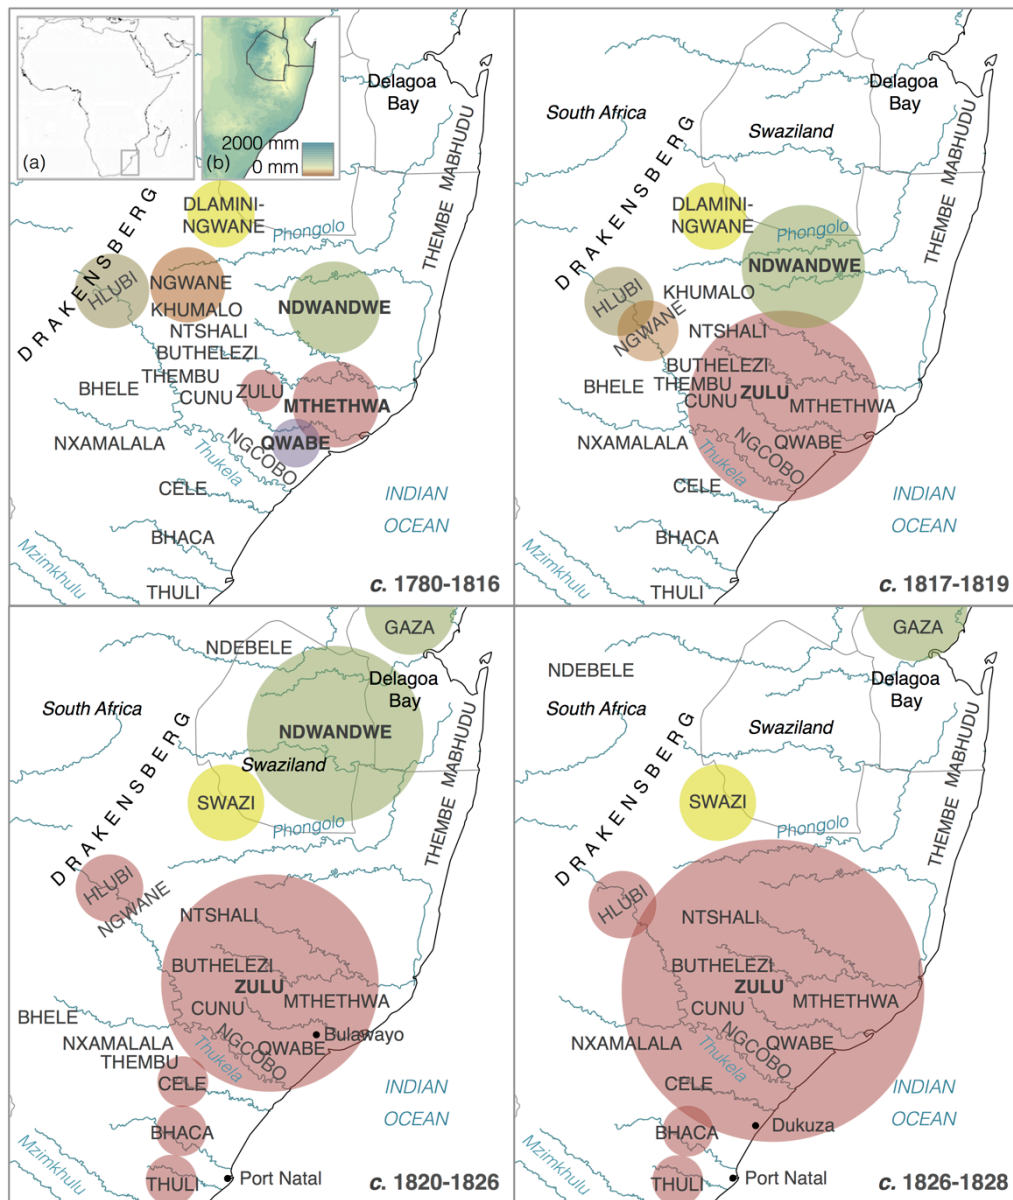 Delagoa
Bay
2000 mm
0 mm
(a)
(b)
DRAKENSBERG
MABHUDU
THEMBE
DLAMINI-
NGWANE
Phongolo
HLUBI
NGWANE
KHUMALO
NDWANDWE
NTSHALI
BUTHELEZI
THEMBU
BHELE
CUNU
ZULU
MTHETHWA
NXAMALALA
NGCOBO
QWABE
Thukela
CELE
INDIAN
OCEAN
BHACA
Mzimkhulu
THULI
c. 1780-1816
Delagoa
Bay
South Africa
Swaziland
DRAKENSBERG
MABHUDU
THEMBE
DLAMINI-
NGWANE
Phongolo
NDWANDWE
HLUBI
KHUMALO
NGWANE
NTSHALI
BUTHELEZI
BHELE
THEMBU
CUNU
ZULU
MTHETHWA
NXAMALALA
NGCOBO
QWABE
Thukela
CELE
INDIAN
OCEAN
BHACA
Mzimkhulu
THULI
c. 1817-1819
GAZA
NDEBELE
Delagoa
Bay
South Africa
NDWANDWE
Swaziland
DRAKENSBERG
MABHUDU
THEMBE
SWAZI
Phongolo
HLUBI
NGWANE
NTSHALI
BUTHELEZI
ZULU
CUNU
MTHETHWA
BHELE
Bulawayo
NXAMALALA
NGCOBO
QWABE
THEMBU
Thukela
CELE
INDIAN
OCEAN
BHACA
Mzimkhulu
THULI
Port Natal
c. 1820-1826
GAZA
NDEBELE
Delagoa
Bay
South Africa
Swaziland
DRAKENSBERG
MABHUDU
THEMBE
SWAZI
Phongolo
HLUBI
NTSHALI
BUTHELEZI
ZULU
CUNU
MTHETHWA
NXAMALALA
NGCOBO
QWABE
Thukela
CELE
INDIAN
OCEAN
Dukuza
BHACA
Mzimkhulu
THULI
Port Natal
c. 1826-1828